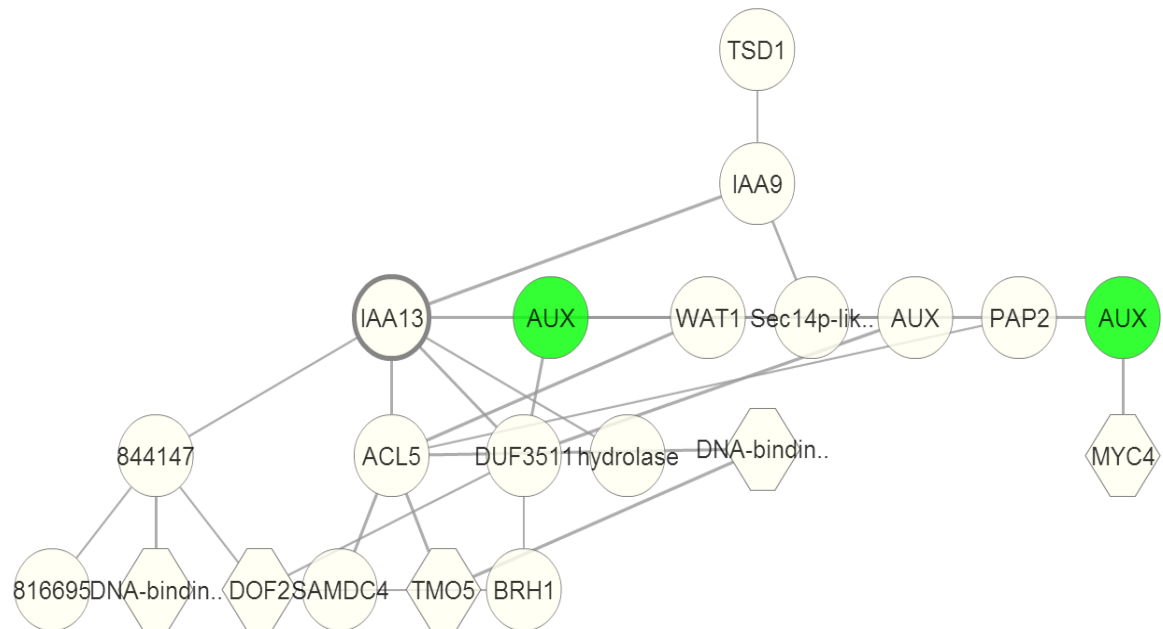 TSD1
IAA9
IAA13
AUX
WAT1
Sec14p-lik..
AUX
PAP2
AUX
844147
ACL5
DUF3511
hydrolase
DNA-bindin..
MYC4
816695
DNA-bindin..
DOF2
SAMDC4
TMO5
BRH1